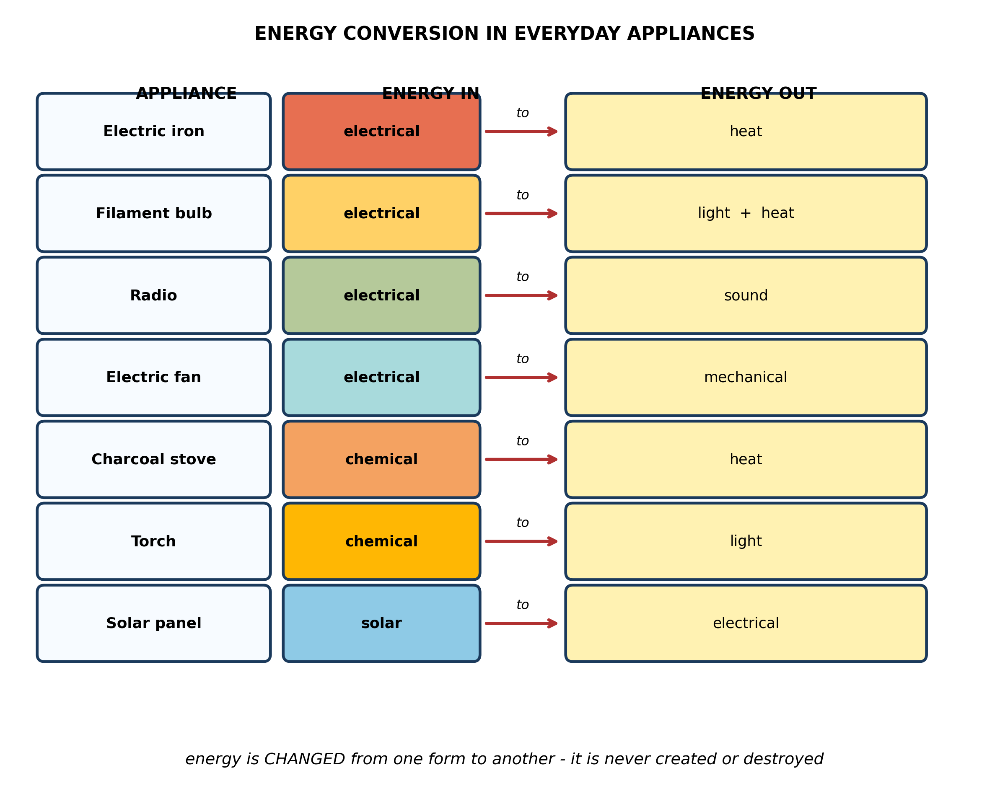 ENERGY CONVERSION IN EVERYDAY APPLIANCES
APPLIANCE ENERGY IN ENERGY OUT
Electric iron electrical to heat
Filament bulb electrical to light + heat
Radio electrical to sound
Electric fan electrical to mechanical
Charcoal stove chemical to heat
Torch chemical to light
Solar panel solar to electrical
energy is CHANGED from one form to another - it is never created or destroyed